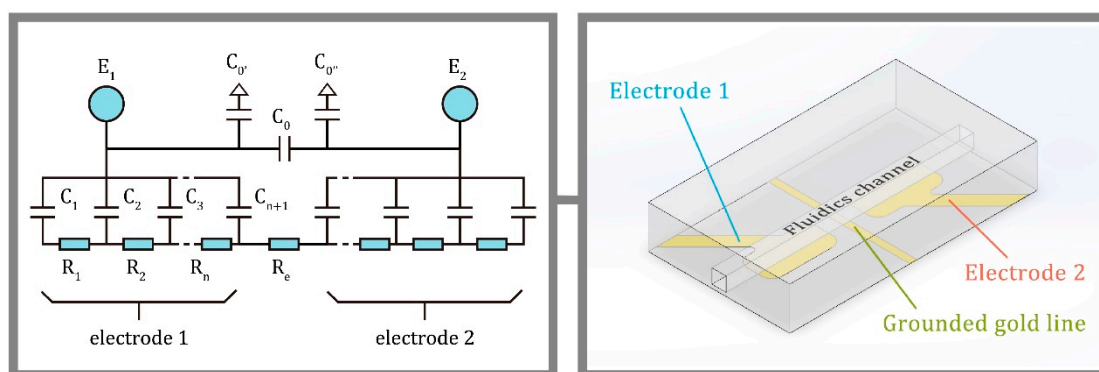 E₁
C₀'
C₀"
E₂
C₀
C₁
C₂
C₃
Cₙ₊₁
R₁
R₂
Rₙ
Rₑ
electrode 1
electrode 2
Electrode 1
Fluidics channel
Electrode 2
Grounded gold line